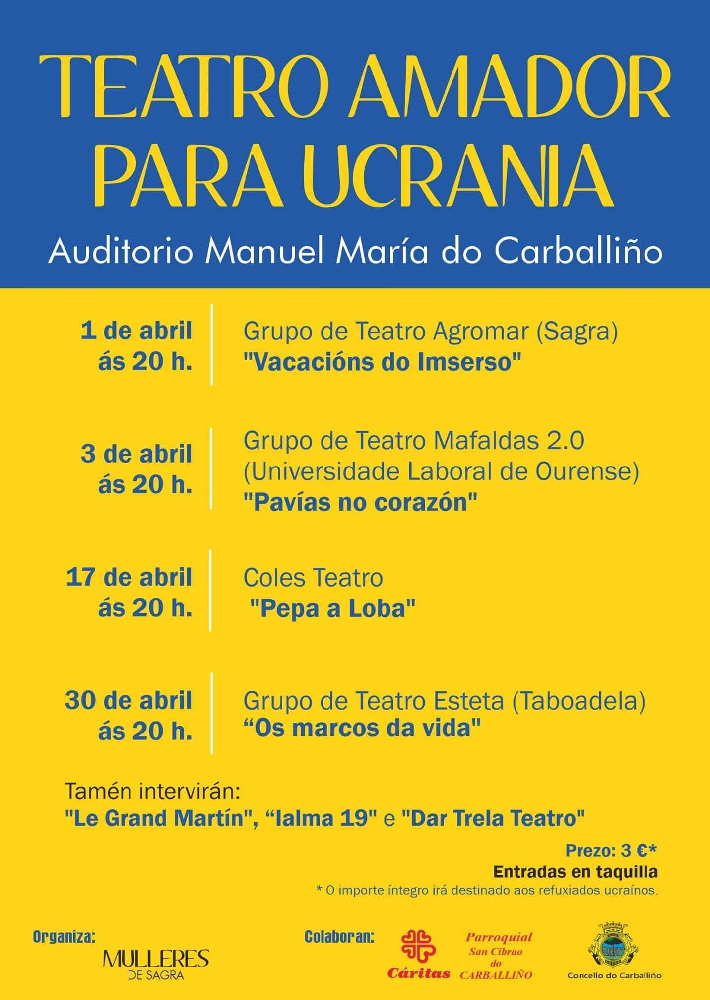 TEATRO AMADOR
PARA UCRANIA
Auditorio Manuel María do Carballiño
1 de abril
ás 20 h.
Grupo de Teatro Agromar (Sagra)
"Vacacións do Imserso"
3 de abril
ás 20 h.
Grupo de Teatro Mafaldas 2.0
(Universidade Laboral de Ourense)
"Pavías no corazón"
17 de abril
ás 20 h.
Coles Teatro
"Pepa a Loba"
30 de abril
ás 20 h.
Grupo de Teatro Esteta (Taboadela)
“Os marcos da vida"
Tamén intervirán:
"Le Grand Martín", “Ialma 19" e "Dar Trela Teatro"
Prezo: 3 €*
Entradas en taquilla
* O importe íntegro irá destinado aos refuxiados ucraínos.
Organiza:
MULLERES
DE SAGRA
Colaboran:
Cáritas
Parroquial
San Cibrao
do
CARBALLIÑO
Concello do Carballiño